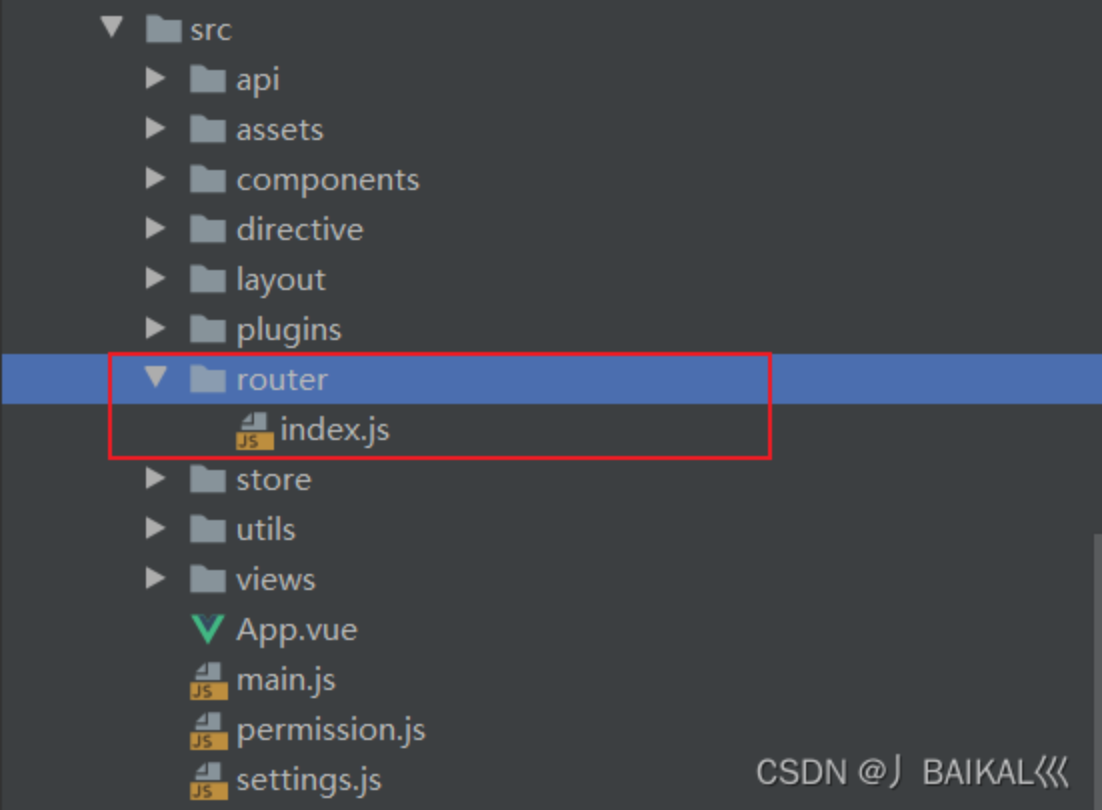 src
api
assets
components
directive
layout
plugins
router
JS index.js
store
utils
views
App.vue
JS main.js
JS permission.js
JS settings.js
CSDN @丿 BAIKAL巛